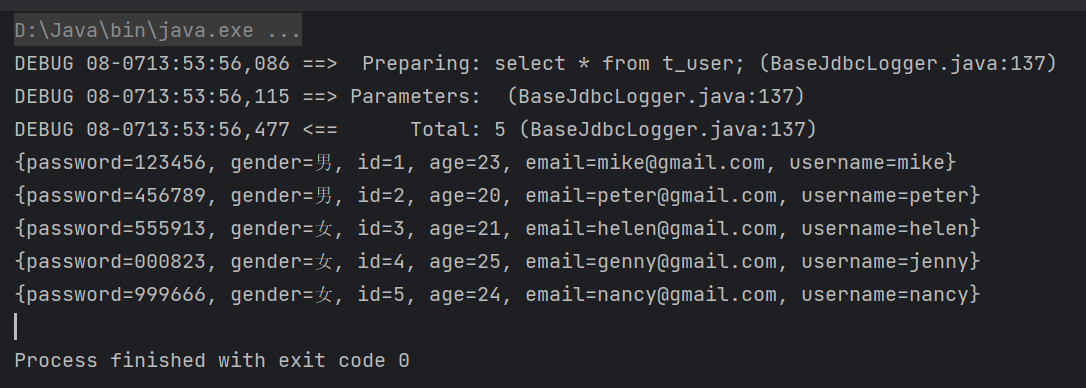 D:\Java\bin\java.exe ...
DEBUG 08-0713:53:56,086 ==>  Preparing: select * from t_user; (BaseJdbcLogger.java:137)
DEBUG 08-0713:53:56,115 ==> Parameters:  (BaseJdbcLogger.java:137)
DEBUG 08-0713:53:56,477 <==      Total: 5 (BaseJdbcLogger.java:137)
{password=123456, gender=男, id=1, age=23, email=mike@gmail.com, username=mike}
{password=456789, gender=男, id=2, age=20, email=peter@gmail.com, username=peter}
{password=555913, gender=女, id=3, age=21, email=helen@gmail.com, username=helen}
{password=000823, gender=女, id=4, age=25, email=genny@gmail.com, username=jenny}
{password=999666, gender=女, id=5, age=24, email=nancy@gmail.com, username=nancy}
Process finished with exit code 0